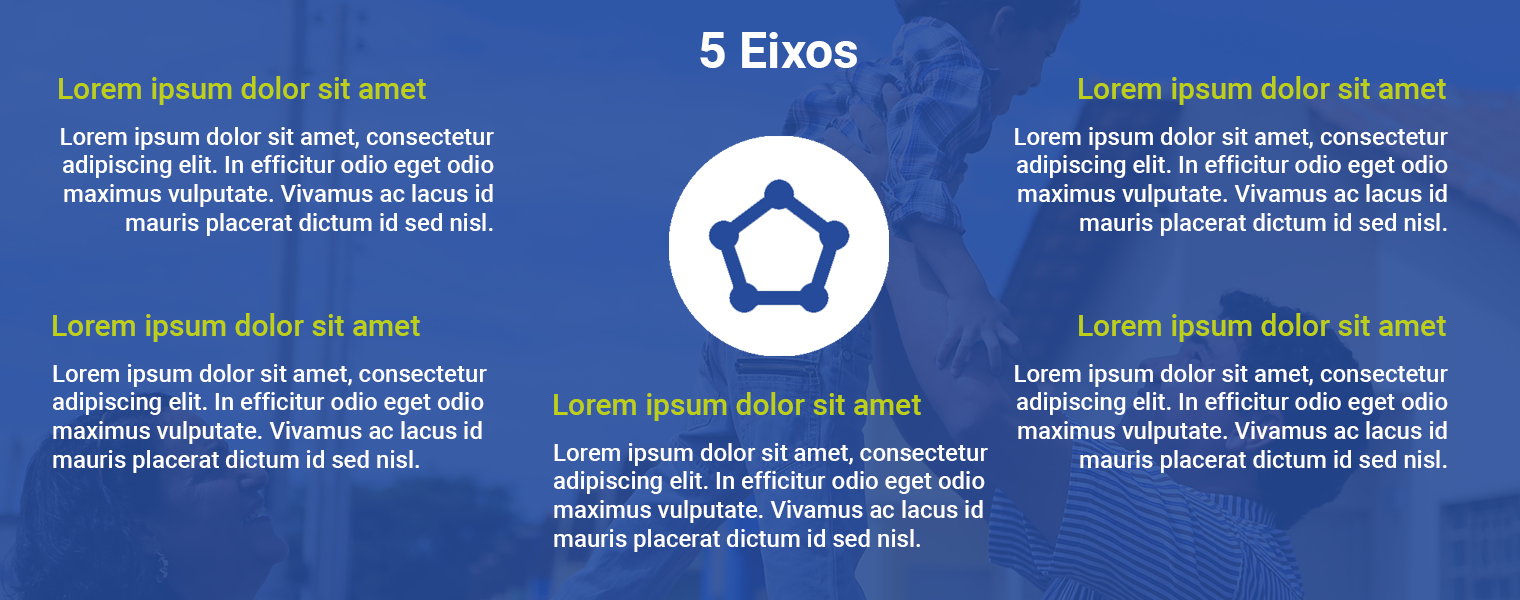 5 Eixos
Lorem ipsum dolor sit amet
Lorem ipsum dolor sit amet, consectetur
adipiscing elit. In efficitur odio eget odio
maximus vulputate. Vivamus ac lacus id
mauris placerat dictum id sed nisl.
Lorem ipsum dolor sit amet
Lorem ipsum dolor sit amet, consectetur
adipiscing elit. In efficitur odio eget odio
maximus vulputate. Vivamus ac lacus id
mauris placerat dictum id sed nisl.
Lorem ipsum dolor sit amet
Lorem ipsum dolor sit amet, consectetur
adipiscing elit. In efficitur odio eget odio
maximus vulputate. Vivamus ac lacus id
mauris placerat dictum id sed nisl.
Lorem ipsum dolor sit amet
Lorem ipsum dolor sit amet, consectetur
adipiscing elit. In efficitur odio eget odio
maximus vulputate. Vivamus ac lacus id
mauris placerat dictum id sed nisl.
Lorem ipsum dolor sit amet
Lorem ipsum dolor sit amet, consectetur
adipiscing elit. In efficitur odio eget odio
maximus vulputate. Vivamus ac lacus id
mauris placerat dictum id sed nisl.